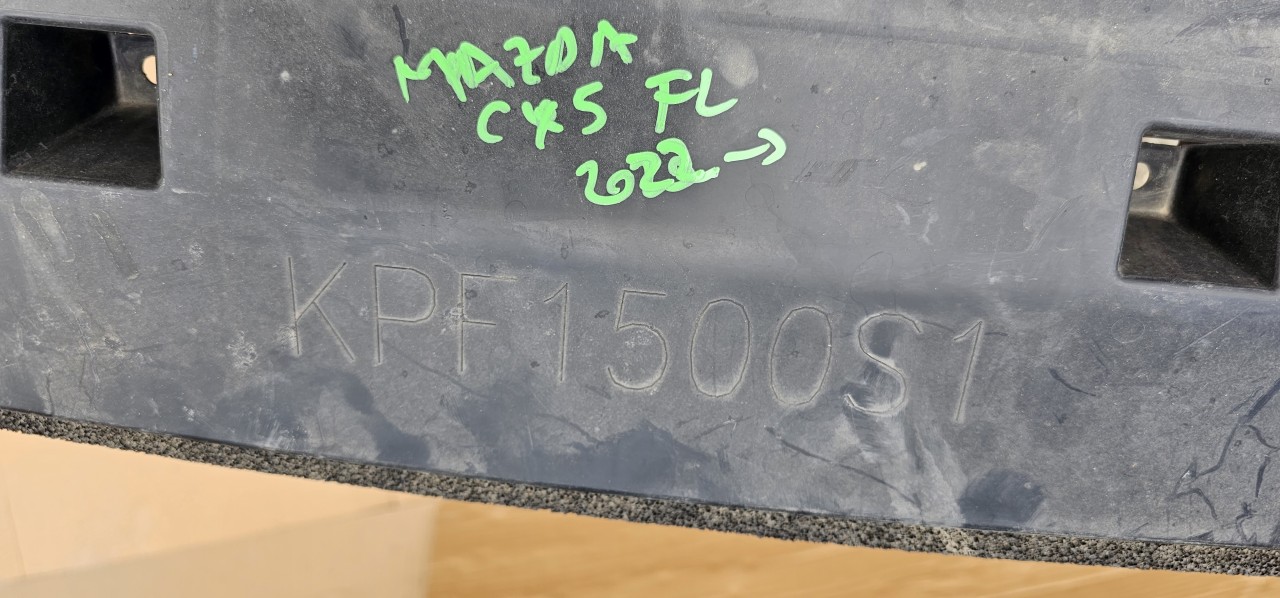 MAZDA
CX5 FL
2022 →
KPF1500S1